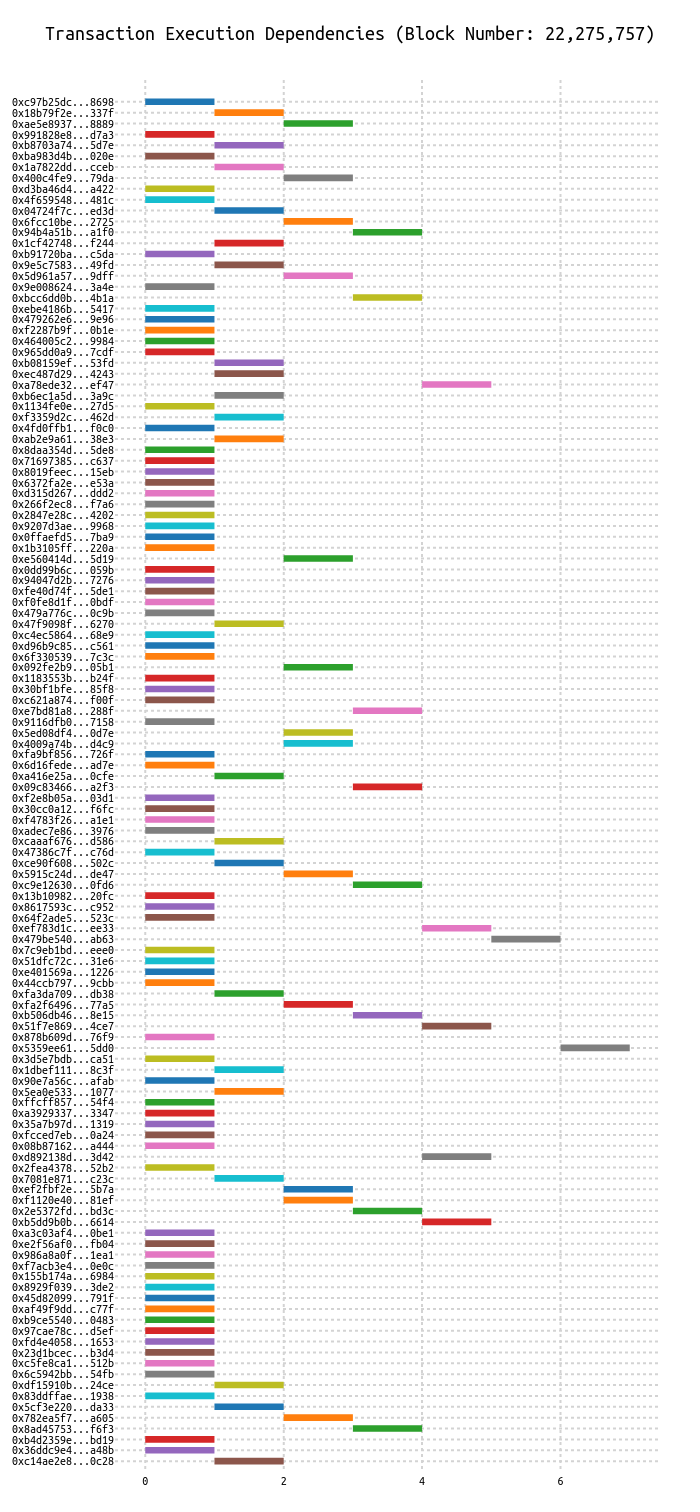 Transaction Execution Dependencies (Block Number: 22,275,757)
0xc97b25dc...8698
0x18b79f2e...337f
0xae5e8937...8889
0x991828e8...d7a3
0xb8703a74...5d7e
0xba983d4b...020e
0x1a7822dd...cceb
0x400c4fe9...79da
0xd3ba46d4...a422
0x4f659548...481c
0x04724f7c...ed3d
0x6fcc10be...2725
0x94b4a51b...a1f0
0x1cf42748...f244
0xb91720ba...c5da
0x9e5c7583...49fd
0x5d961a57...9dff
0x9e008624...3a4e
0xbcc6dd0b...4b1a
0xebe4186b...5417
0x479262e6...9e96
0xf2287b9f...0b1e
0x464005c2...9984
0x965dd0a9...7cdf
0xb08159ef...53fd
0xec487d29...4243
0xa78ede32...ef47
0xb6ec1a5d...3a9c
0x1134fe0e...27d5
0xf3359d2c...462d
0x4fd0ffb1...f0c0
0xab2e9a61...38e3
0x8daa354d...5de8
0x71697385...c637
0x8019feec...15eb
0x6372fa2e...e53a
0xd315d267...ddd2
0x266f2ec8...f7a6
0x2847e28c...4202
0x9207d3ae...9968
0x0ffaefd5...7ba9
0x1b3105ff...220a
0xe560414d...5d19
0x0dd99b6c...059b
0x94047d2b...7276
0xfe40d74f...5de1
0xf0fe8d1f...0bdf
0x479a776c...0c9b
0x47f9098f...6270
0xc4ec5864...68e9
0xd96b9c85...c561
0x6f330539...7c3c
0x092fe2b9...05b1
0x1183553b...b24f
0x30bf1bfe...85f8
0xc621a874...f00f
0xe7bd81a8...288f
0x9116dfb0...7158
0x5ed08df4...0d7e
0x4009a74b...d4c9
0xfa9bf856...726f
0x6d16fede...ad7e
0xa416e25a...0cfe
0x09c83466...a2f3
0xf2e8b05a...03d1
0x30cc0a12...f6fc
0xf4783f26...a1e1
0xadec7e86...3976
0xcaaaf676...d586
0x47386c7f...c76d
0xce90f608...502c
0x5915c24d...de47
0xc9e12630...0fd6
0x13b10982...20fc
0x8617593c...c952
0x64f2ade5...523c
0xef783d1c...ee33
0x479be540...ab63
0x7c9eb1bd...eee0
0x51dfc72c...31e6
0xe401569a...1226
0x44ccb797...9cbb
0xfa3da709...db38
0xfa2f6496...77a5
0xb506db46...8e15
0x51f7e869...4ce7
0x878b609d...76f9
0x5359ee61...5dd0
0x3d5e7bdb...ca51
0x1dbef111...8c3f
0x90e7a56c...afab
0x5ea0e533...1077
0xffcff857...54f4
0xa3929337...3347
0x35a7b97d...1319
0xfcced7eb...0a24
0x08b87162...a444
0xd892138d...3d42
0x2fea4378...52b2
0x7081e871...c23c
0xef2fbf2e...5b7a
0xf1120e40...81ef
0x2e5372fd...bd3c
0xb5dd9b0b...6614
0xa3c03af4...0be1
0xe2f56af0...fb04
0x986a8a0f...1ea1
0xf7acb3e4...0e0c
0x155b174a...6984
0x8929f039...3de2
0x45d82099...791f
0xaf49f9dd...c77f
0xb9ce5540...0483
0x97cae78c...d5ef
0xfd4e4058...1653
0x23d1bcec...b3d4
0xc5fe8ca1...512b
0x6c5942bb...54fb
0xdf15910b...24ce
0x83ddffae...1938
0x5cf3e220...da33
0x782ea5f7...a605
0x8ad45753...f6f3
0xb4d2359e...bd19
0x36ddc9e4...a48b
0xc14ae2e8...0c28
0 2 4 6